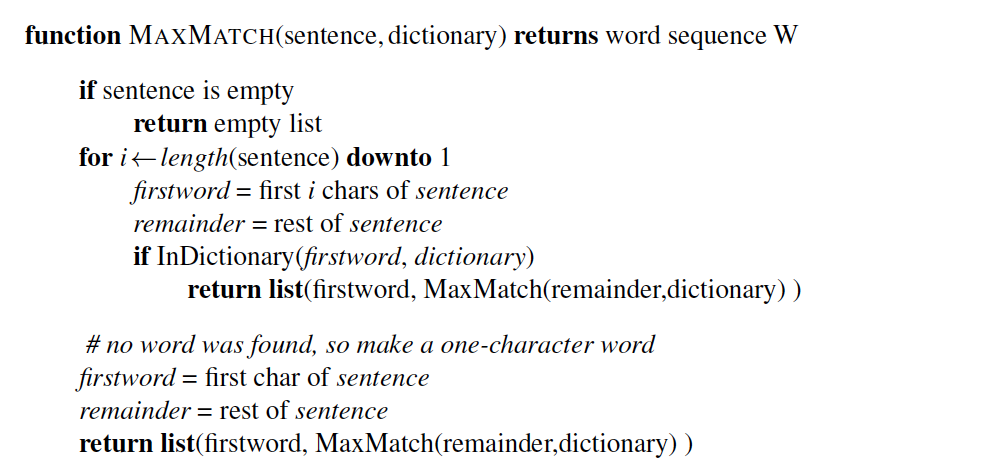 function MAXMATCH(sentence, dictionary) returns word sequence W
if sentence is empty
return empty list
for i←length(sentence) downto 1
firstword = first i chars of sentence
remainder = rest of sentence
if InDictionary(firstword, dictionary)
return list(firstword, MaxMatch(remainder,dictionary) )
# no word was found, so make a one-character word
firstword = first char of sentence
remainder = rest of sentence
return list(firstword, MaxMatch(remainder,dictionary) )